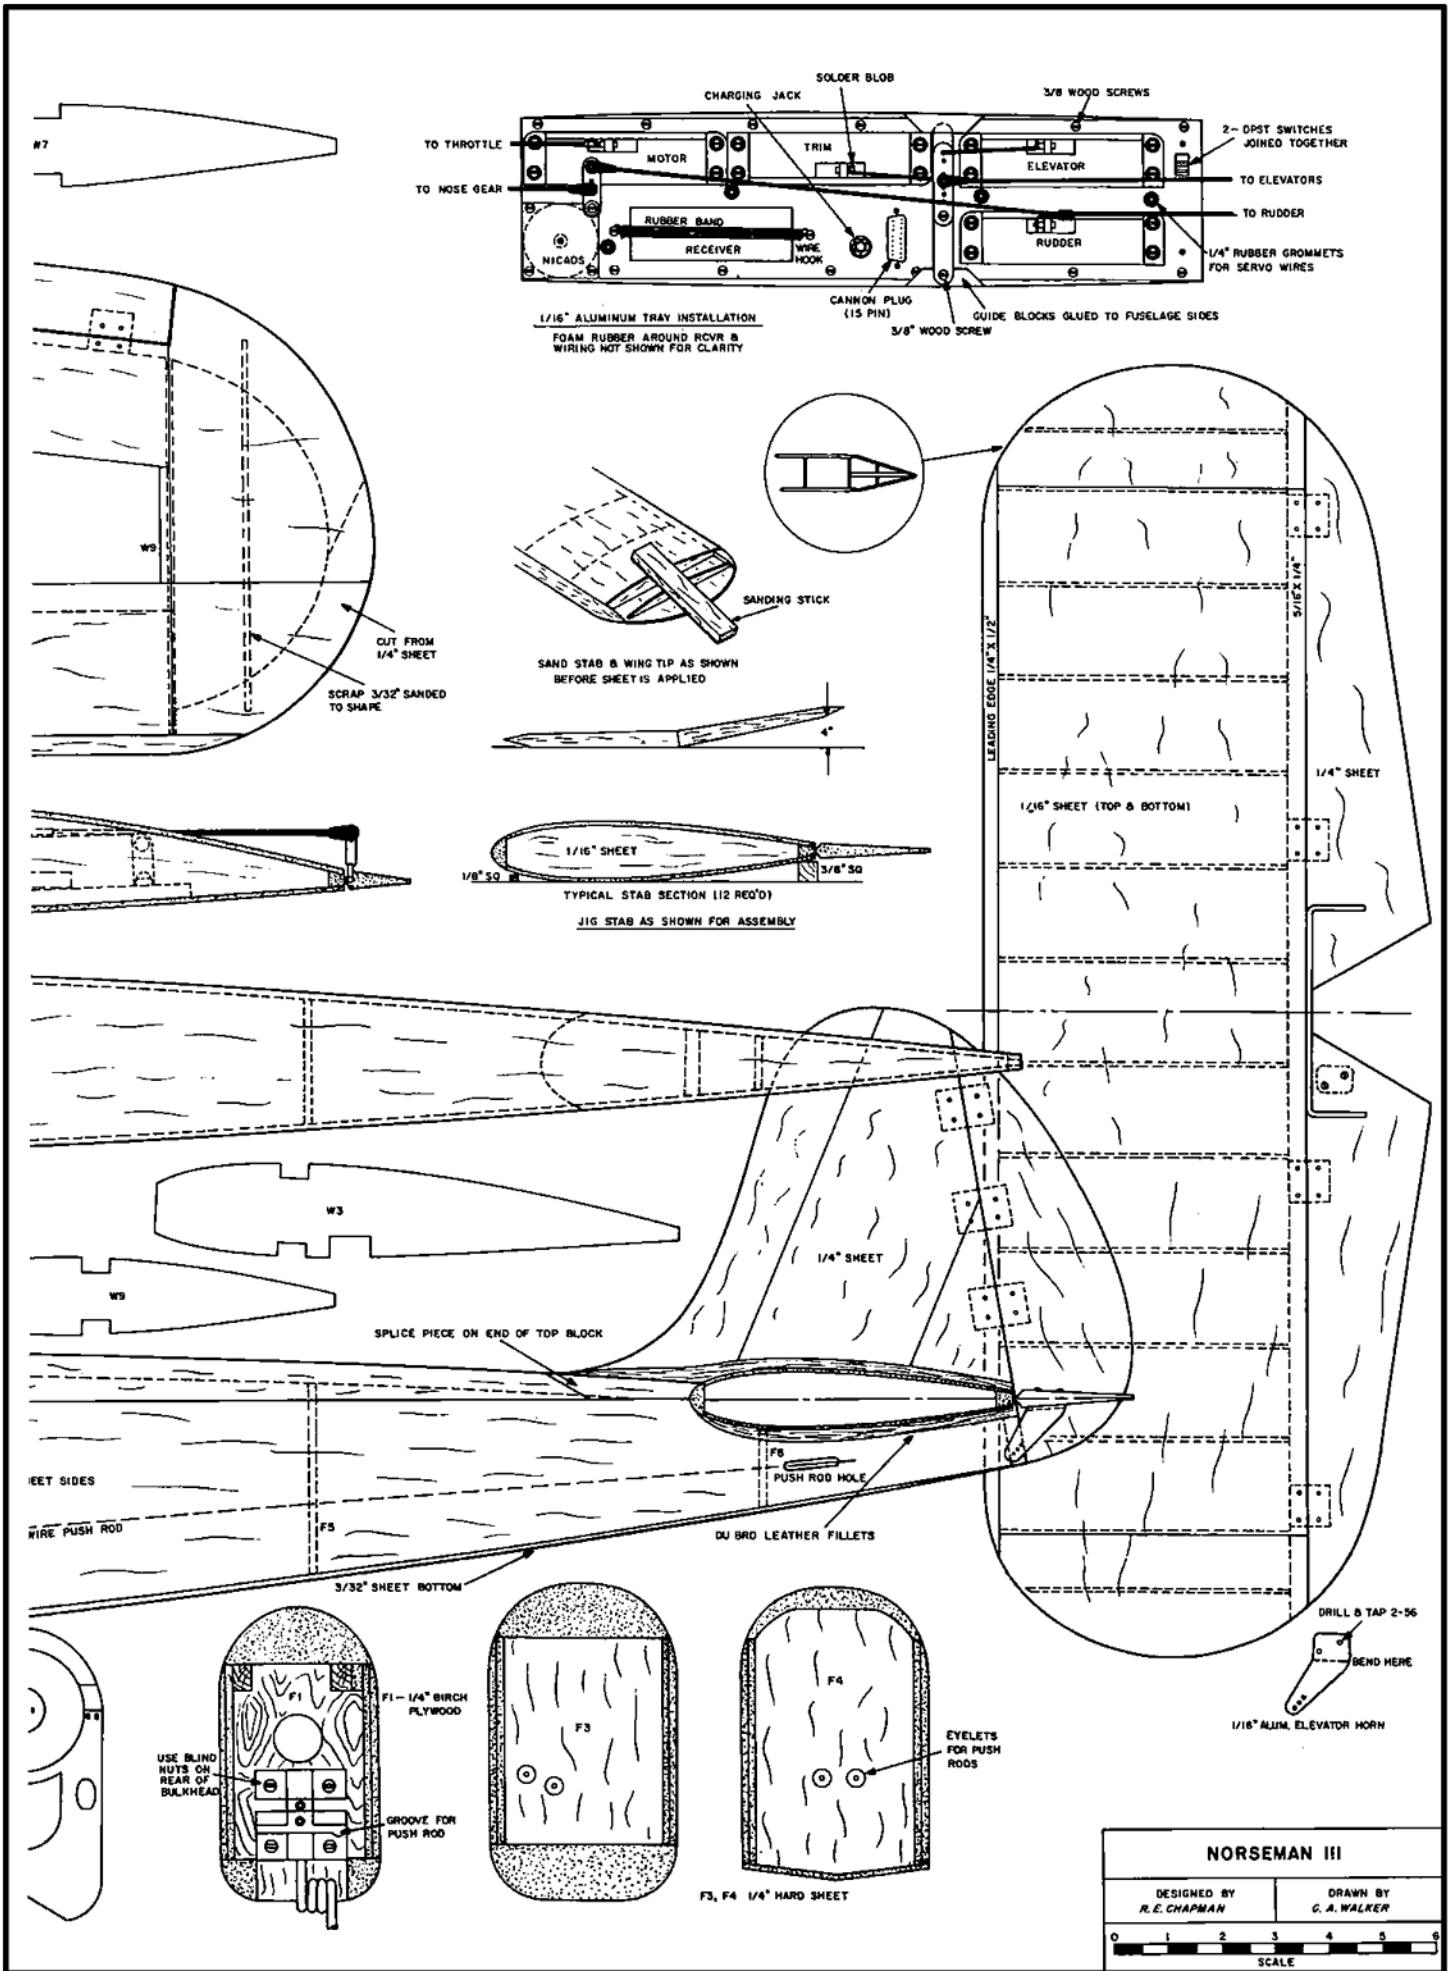 W7
SOLDER BLOB
CHARGING JACK
3/8 WOOD SCREWS
2- DPST SWITCHES
JOINED TOGETHER
TO THROTTLE
MOTOR
TRIM
ELEVATOR
TO NOSE GEAR
TO ELEVATORS
RUBBER BAND
TO RUDDER
RECEIVER
WIRE
HOOK
RUDDER
NICADS
1/4" RUBBER GROMMETS
FOR SERVO WIRES
CANNON PLUG
(15 PIN)
GUIDE BLOCKS GLUED TO FUSELAGE SIDES
3/8" WOOD SCREW
1/16" ALUMINUM TRAY INSTALLATION
FOAM RUBBER AROUND RCVR &
WIRING NOT SHOWN FOR CLARITY
W9
CUT FROM
1/4" SHEET
SCRAP 3/32" SANDED
TO SHAPE
SANDING STICK
SAND STAB & WING TIP AS SHOWN
BEFORE SHEET IS APPLIED
4"
LEADING EDGE 1/4" X 1/2"
5/16 X 1/4"
1/4" SHEET
1/16" SHEET (TOP & BOTTOM)
1/16" SHEET
1/8" SQ
3/8" SQ
TYPICAL STAB SECTION (12 REQ'D)
JIG STAB AS SHOWN FOR ASSEMBLY
W3
W9
1/4" SHEET
SPLICE PIECE ON END OF TOP BLOCK
EET SIDES
F6
PUSH ROD HOLE
WIRE PUSH ROD
F5
DU BRO LEATHER FILLETS
3/32" SHEET BOTTOM
DRILL & TAP 2-56
BEND HERE
1/16" ALUM. ELEVATOR HORN
F1
F1 - 1/4" BIRCH
PLYWOOD
F3
F4
USE BLIND
NUTS ON
REAR OF
BULKHEAD
GROOVE FOR
PUSH ROD
EYELETS
FOR PUSH
RODS
F3, F4 1/4" HARD SHEET
NORSEMAN III
DESIGNED BY
R. E. CHAPMAN
DRAWN BY
C. A. WALKER
0 1 2 3 4 5 6
SCALE